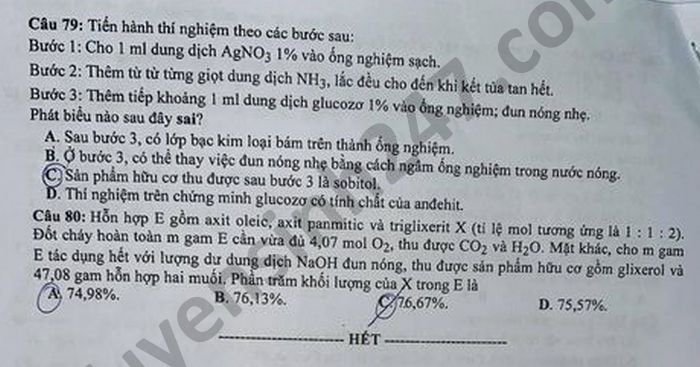 Câu 79: Tiến hành thí nghiệm theo các bước sau:
Bước 1: Cho 1 ml dung dịch AgNO3 1% vào ống nghiệm sạch.
Bước 2: Thêm từ từ từng giọt dung dịch NH3, lắc đều cho đến khi kết tủa tan hết.
Bước 3: Thêm tiếp khoảng 1 ml dung dịch glucozơ 1% vào ống nghiệm; đun nóng nhẹ.
Phát biểu nào sau đây sai?
A. Sau bước 3, có lớp bạc kim loại bám trên thành ống nghiệm.
B. Ở bước 3, có thể thay việc đun nóng nhẹ bằng cách ngâm ống nghiệm trong nước nóng.
C. Sản phẩm hữu cơ thu được sau bước 3 là sobitol.
D. Thí nghiệm trên chứng minh glucozơ có tính chất của anđehit.
Câu 80: Hỗn hợp E gồm axit oleic, axit panmitic và triglixerit X (tỉ lệ mol tương ứng là 1 : 1 : 2).
Đốt cháy hoàn toàn m gam E cần vừa đủ 4,07 mol O2, thu được CO2 và H2O. Mặt khác, cho m gam
E tác dụng hết với lượng dư dung dịch NaOH đun nóng, thu được sản phẩm hữu cơ gồm glixerol và
47,08 gam hỗn hợp hai muối. Phần trăm khối lượng của X trong E là
A. 74,98%. B. 76,13%. C. 76,67%. D. 75,57%.
HẾT
tuyensinh247.com